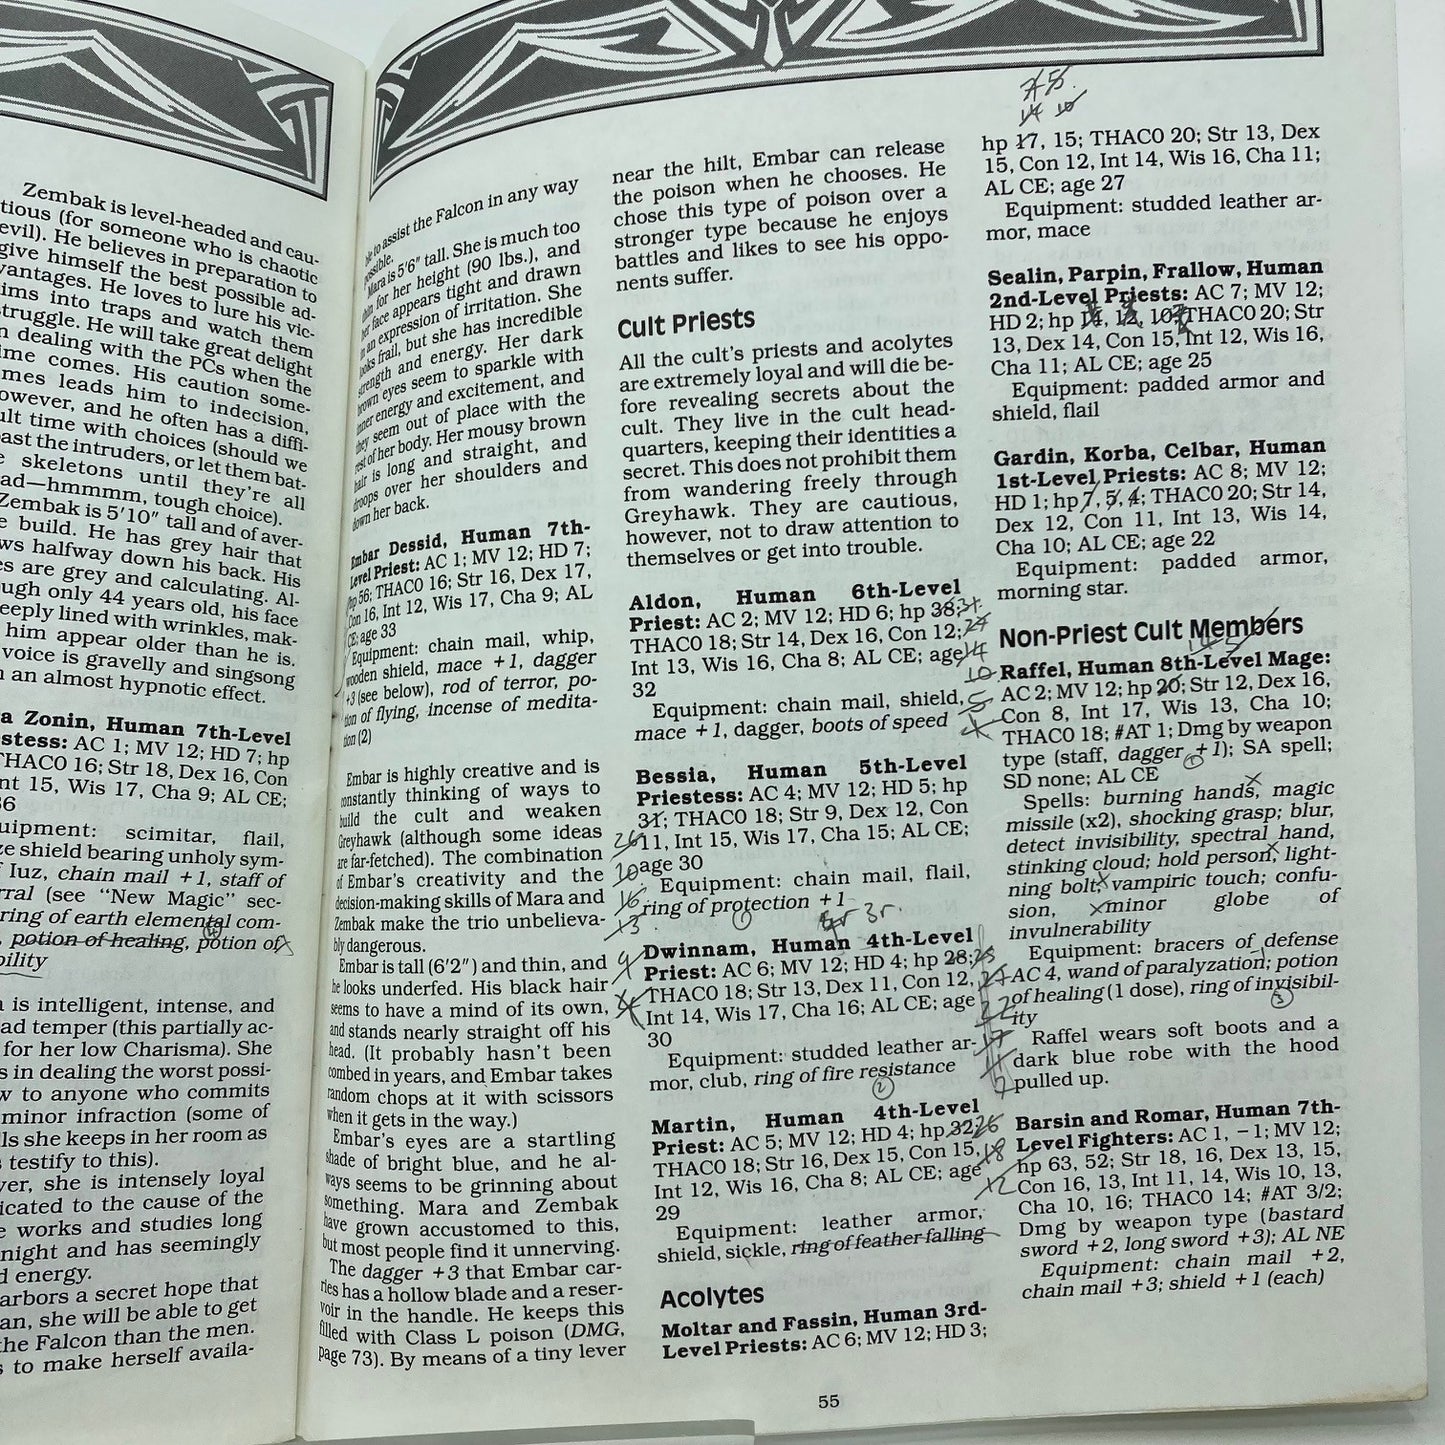 Zembak is level-headed and cau-
tious (for someone who is chaotic
evil). He believes in preparation to
give himself the best possible ad-
vantages. He loves to lure his vic-
ims into traps and watch them
truggle. He will take great delight
n dealing with the PCs when the
ime comes. His caution some-
mes leads him to indecision,
owever, and he often has a diffi-
ult time with choices (should we
ast the intruders, or let them bat-
e skeletons until they're all
ad—hmmmm, tough choice).
Zembak is 5'10" tall and of aver-
e build. He has grey hair that
ws halfway down his back. His
es are grey and calculating. Al-
ugh only 44 years old, his face
eeply lined with wrinkles, mak-
him appear older than he is.
voice is gravelly and singsong
n an almost hypnotic effect.
a Zonin, Human 7th-Level
estess: AC 1; MV 12; HD 7; hp
THAC0 16; Str 18, Dex 16, Con
nt 15, Wis 17, Cha 9; AL CE;
36
uipment: scimitar, flail,
ze shield bearing unholy sym-
f Iuz, chain mail +1, staff of
rral (see "New Magic" sec-
ring of earth elemental com-
, potion of healing, potion of
bility
a is intelligent, intense, and
ad temper (this partially ac-
for her low Charisma). She
s in dealing the worst possi-
w to anyone who commits
minor infraction (some of
lls she keeps in her room as
testify to this).
ver, she is intensely loyal
icated to the cause of the
e works and studies long
night and has seemingly
d energy.
arbors a secret hope that
an, she will be able to get
the Falcon than the men.
s to make herself availa-
ble to assist the Falcon in any way
possible.
Mara is 5'6" tall. She is much too
thin for her height (90 lbs.), and
her face appears tight and drawn
in an expression of irritation. She
looks frail, but she has incredible
strength and energy. Her dark
brown eyes seem to sparkle with
inner energy and excitement, and
they seem out of place with the
rest of her body. Her mousy brown
hair is long and straight, and
droops over her shoulders and
down her back.
Embar Dessid, Human 7th-
Level Priest: AC 1; MV 12; HD 7;
hp 56; THAC0 16; Str 16, Dex 17,
Con 16, Int 12, Wis 17, Cha 9; AL
CE; age 33
Equipment: chain mail, whip,
wooden shield, mace +1, dagger
+3 (see below), rod of terror, po-
tion of flying, incense of medita-
tion (2)
Embar is highly creative and is
constantly thinking of ways to
build the cult and weaken
Greyhawk (although some ideas
are far-fetched). The combination
of Embar's creativity and the
decision-making skills of Mara and
Zembak make the trio unbelieva-
bly dangerous.
Embar is tall (6'2") and thin, and
he looks underfed. His black hair
seems to have a mind of its own,
and stands nearly straight off his
head. (It probably hasn't been
combed in years, and Embar takes
random chops at it with scissors
when it gets in the way.)
Embar's eyes are a startling
shade of bright blue, and he al-
ways seems to be grinning about
something. Mara and Zembak
have grown accustomed to this,
but most people find it unnerving.
The dagger +3 that Embar car-
ries has a hollow blade and a reser-
voir in the handle. He keeps this
filled with Class L poison (DMG,
page 73). By means of a tiny lever
near the hilt, Embar can release
the poison when he chooses. He
chose this type of poison over a
stronger type because he enjoys
battles and likes to see his oppo-
nents suffer.
Cult Priests
All the cult's priests and acolytes
are extremely loyal and will die be-
fore revealing secrets about the
cult. They live in the cult head-
quarters, keeping their identities a
secret. This does not prohibit them
from wandering freely through
Greyhawk. They are cautious,
however, not to draw attention to
themselves or get into trouble.
Aldon, Human 6th-Level
Priest: AC 2; MV 12; HD 6; hp 38;
THAC0 18; Str 14, Dex 16, Con 12;
Int 13, Wis 16, Cha 8; AL CE; age
32
Equipment: chain mail, shield,
mace +1, dagger, boots of speed
Bessia, Human 5th-Level
Priestess: AC 4; MV 12; HD 5; hp
31; THAC0 18; Str 9, Dex 12, Con
11, Int 15, Wis 17, Cha 15; AL CE;
age 30
Equipment: chain mail, flail,
ring of protection +1
3r.
Dwinnam, Human 4th-Level
Priest: AC 6; MV 12; HD 4; hp 28;
THAC0 18; Str 13, Dex 11, Con 12,
Int 14, Wis 17, Cha 16; AL CE; age
30
Equipment: studded leather ar-
mor, club, ring of fire resistance
Martin, Human 4th-Level
Priest: AC 5; MV 12; HD 4; hp 32;
THAC0 18; Str 16, Dex 15, Con 15,
Int 12, Wis 16, Cha 8; AL CE; age
29
Equipment: leather armor,
shield, sickle, ring of feather falling
Acolytes
Moltar and Fassin, Human 3rd-
Level Priests: AC 6; MV 12; HD 3;
14 10
hp 17, 15; THAC0 20; Str 13, Dex
15, Con 12, Int 14, Wis 16, Cha 11;
AL CE; age 27
Equipment: studded leather ar-
mor, mace
Sealin, Parpin, Frallow, Human
2nd-Level Priests: AC 7; MV 12;
HD 2; hp 14, 12, 10; THAC0 20; Str
13, Dex 14, Con 15, Int 12, Wis 16,
Cha 11; AL CE; age 25
Equipment: padded armor and
shield, flail
Gardin, Korba, Celbar, Human
1st-Level Priests: AC 8; MV 12;
HD 1; hp 7, 5, 4; THAC0 20; Str 14,
Dex 12, Con 11, Int 13, Wis 14,
Cha 10; AL CE; age 22
Equipment: padded armor,
morning star.
Non-Priest Cult Members
Raffel, Human 8th-Level Mage:
AC 2; MV 12; hp 20; Str 12, Dex 16,
Con 8, Int 17, Wis 13, Cha 10;
THAC0 18; #AT 1; Dmg by weapon
type (staff, dagger +1); SA spell;
SD none; AL CE
Spells: burning hands, magic
missile (x2), shocking grasp; blur,
detect invisibility, spectral hand,
stinking cloud; hold person, light-
ning bolt; vampiric touch; confu-
sion, minor globe of
invulnerability
Equipment: bracers of defense
AC 4, wand of paralyzation; potion
of healing (1 dose), ring of invisibil-
ity
Raffel wears soft boots and a
dark blue robe with the hood
pulled up.
Barsin and Romar, Human 7th-
Level Fighters: AC 1, −1; MV 12;
hp 63, 52; Str 18, 16, Dex 13, 15,
Con 16, 13, Int 11, 14, Wis 10, 13,
Cha 10, 16; THAC0 14; #AT 3/2;
Dmg by weapon type (bastard
sword +2, long sword +3); AL NE
Equipment: chain mail +2,
chain mail +3; shield +1 (each)
55